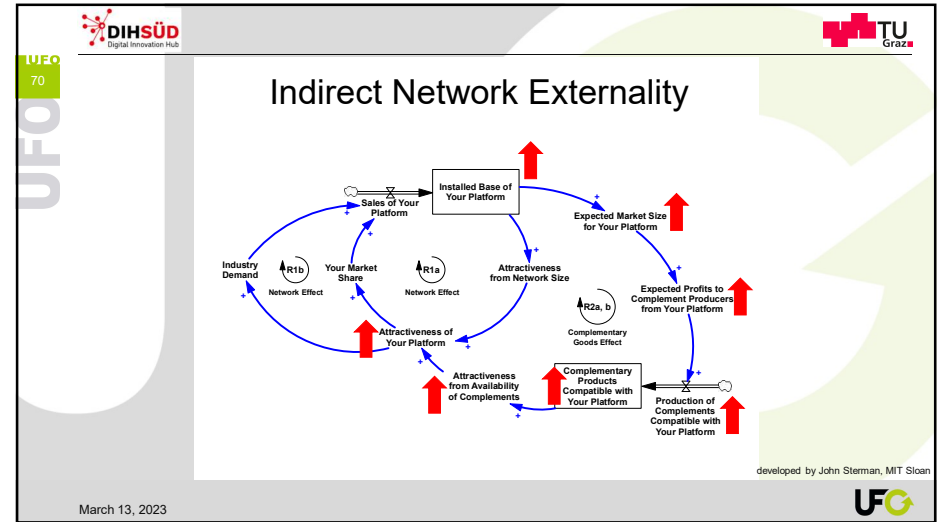 DIHSÜD
Digital Innovation Hub
TU
Graz
UFO
70
UFO
Indirect Network Externality
Installed Base of
Your Platform
Sales of Your
Platform
Expected Market Size
for Your Platform
Industry
Demand
R1b
Network Effect
Your Market
Share
R1a
Network Effect
Attractiveness
from Network Size
Expected Profits to
Complement Producers
from Your Platform
R2a, b
Complementary
Goods Effect
Attractiveness of
Your Platform
Attractiveness
from Availability
of Complements
Complementary
Products
Compatible with
Your Platform
Production of
Complements
Compatible with
Your Platform
developed by John Sterman, MIT Sloan
March 13, 2023
UFO